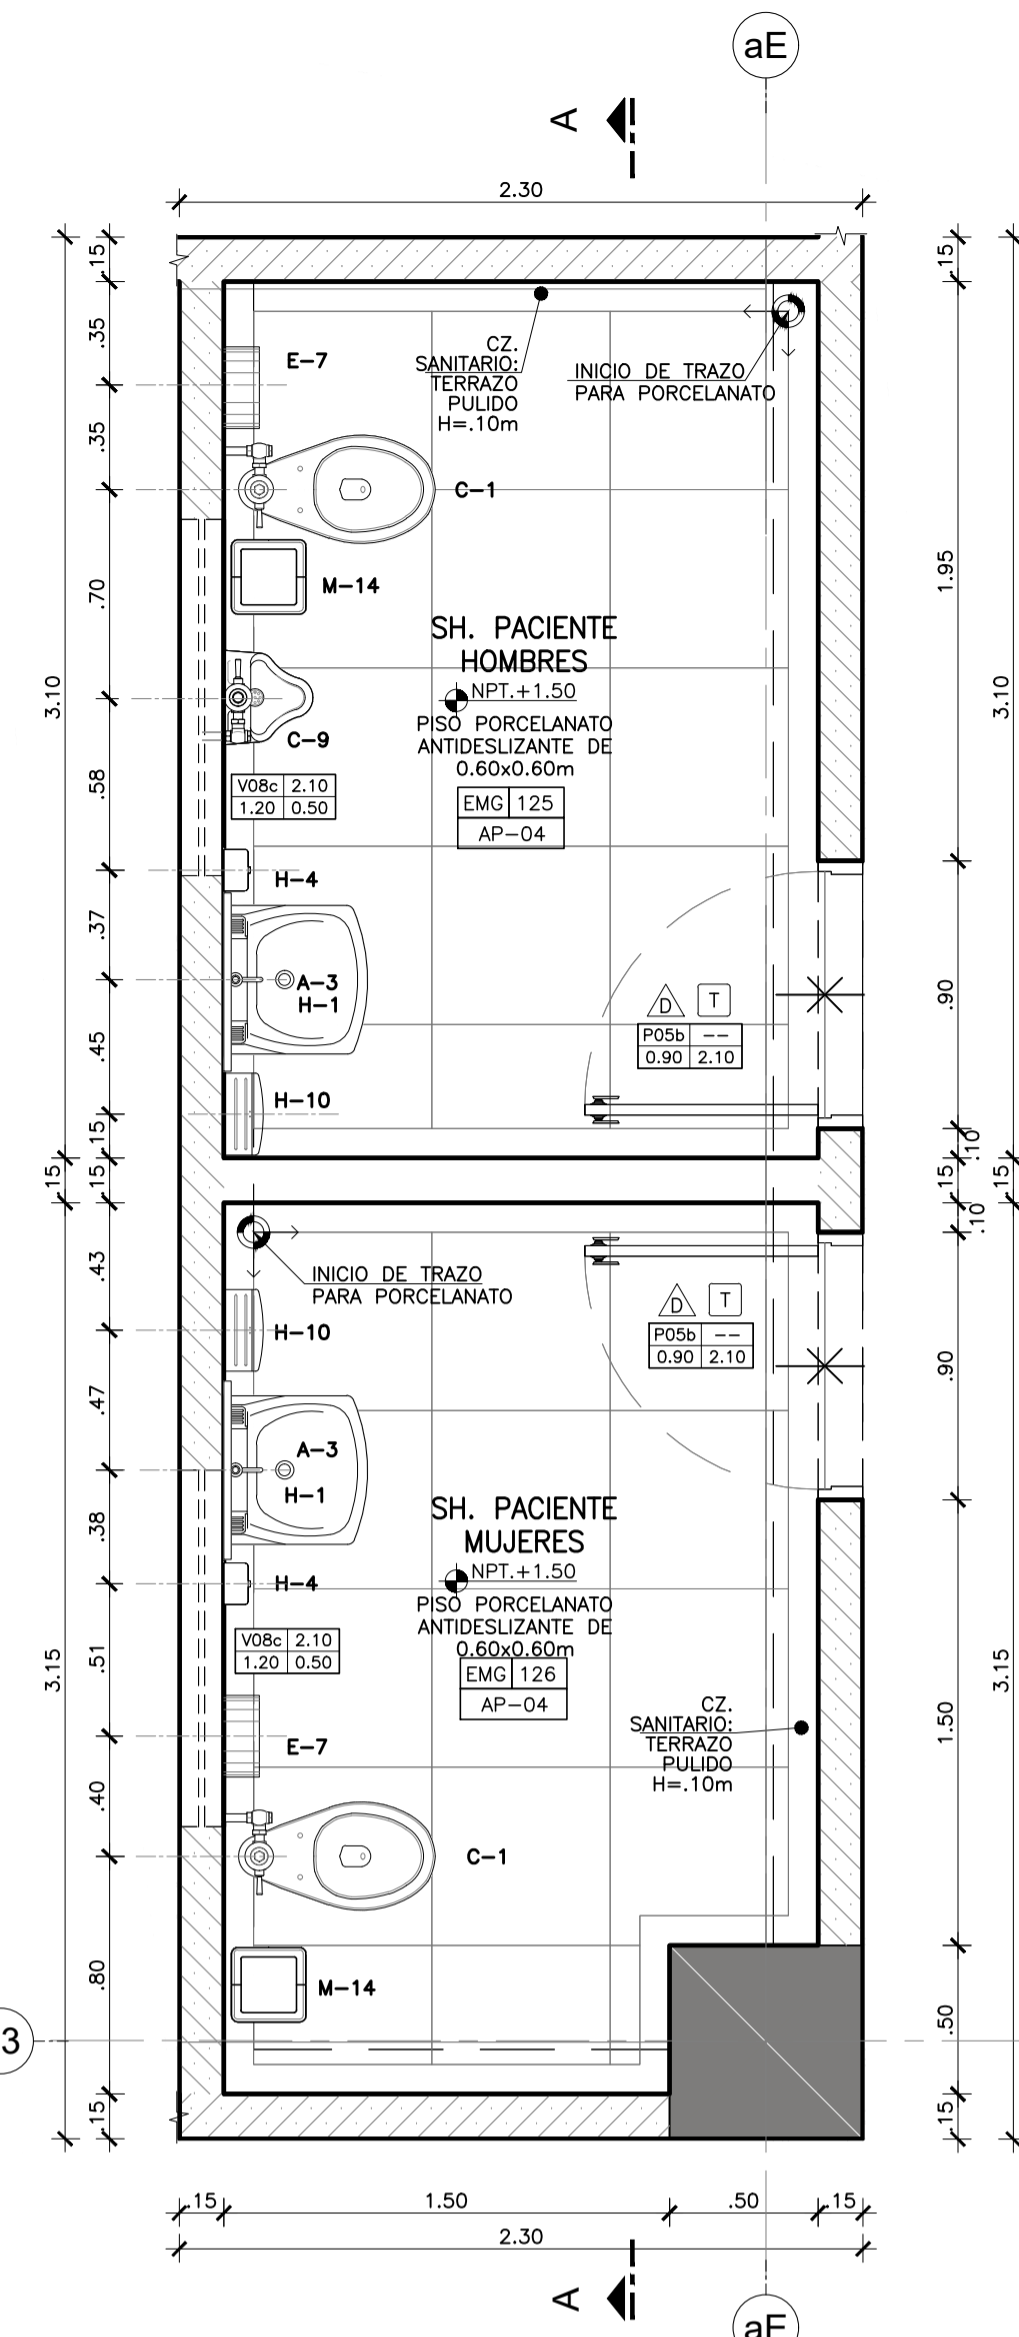 aE
A
2.30
.15
.35
.35
.70
.58
.37
.45
.15
.15
.43
.47
.38
.51
.40
.80
.15
3.10
.15
3.15
3
E-7
CZ.
SANITARIO:
TERRAZO
PULIDO
H=.10m
INICIO DE TRAZO
PARA PORCELANATO
C-1
M-14
SH. PACIENTE
HOMBRES
NPT.+1.50
PISO PORCELANATO
ANTIDESLIZANTE DE
0.60x0.60m
EMG 125
AP-04
C-9
V08c 2.10
1.20 0.50
H-4
A-3
H-1
D T
P05b --
0.90 2.10
H-10
INICIO DE TRAZO
PARA PORCELANATO
H-10
D T
P05b --
0.90 2.10
A-3
H-1
SH. PACIENTE
MUJERES
NPT.+1.50
PISO PORCELANATO
ANTIDESLIZANTE DE
0.60x0.60m
EMG 126
AP-04
H-4
V08c 2.10
1.20 0.50
E-7
CZ.
SANITARIO:
TERRAZO
PULIDO
H=.10m
C-1
M-14
.15
1.95
.90
.10
.15
.10
.90
1.50
.50
.15
3.10
.15
3.15
.15
1.50
.50
.15
2.30
A
aE